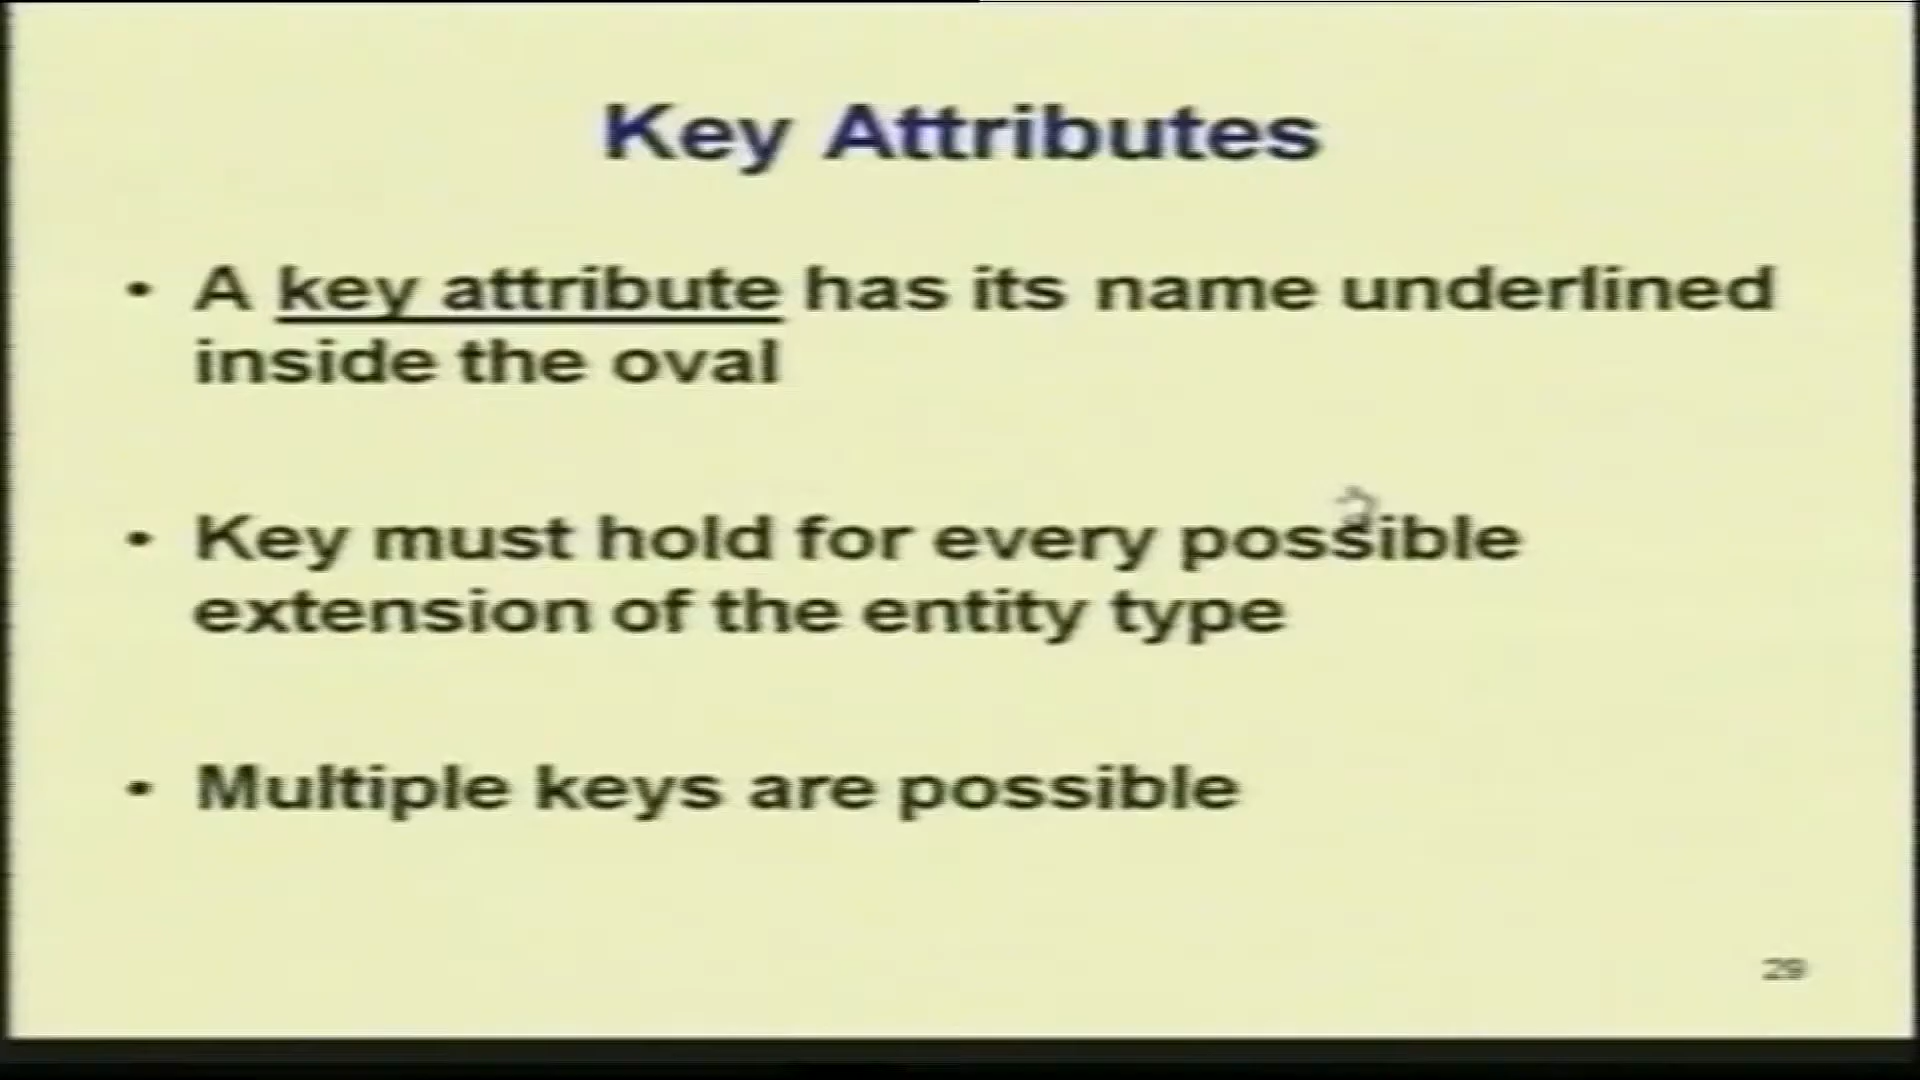 Key Attributes
• A key attribute has its name underlined
inside the oval
• Key must hold for every possible
extension of the entity type
• Multiple keys are possible
29